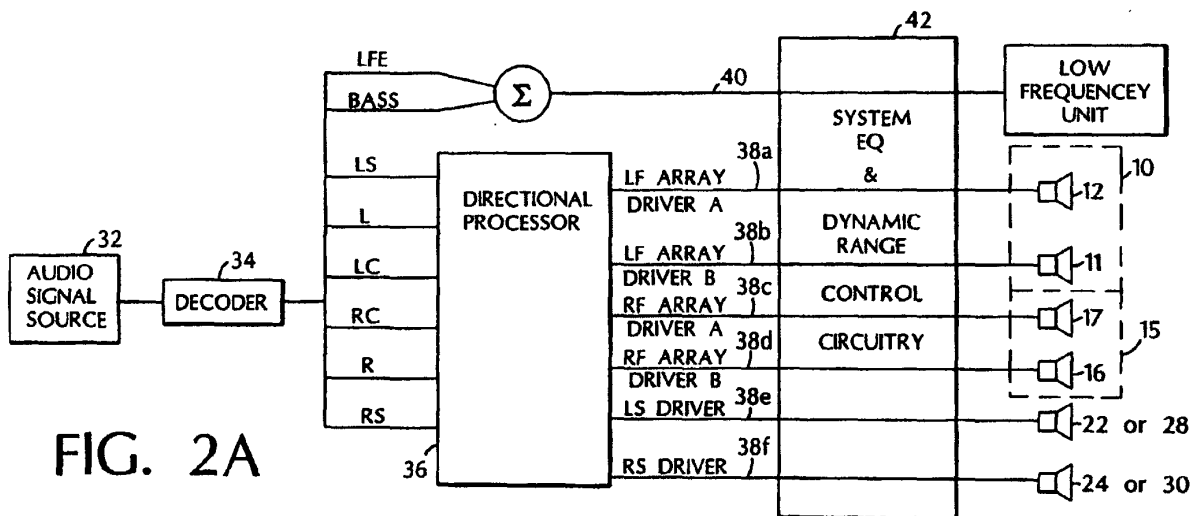 42
LFE
BASS
Σ
40
LOW
FREQUENCEY
UNIT
SYSTEM
EQ
&
DYNAMIC
RANGE
CONTROL
CIRCUITRY
LS
L
LC
RC
R
RS
DIRECTIONAL
PROCESSOR
36
LF ARRAY
DRIVER A
38a
LF ARRAY
DRIVER B
38b
RF ARRAY
DRIVER A
38c
RF ARRAY
DRIVER B
38d
LS DRIVER
38e
RS DRIVER
38f
10
12
11
17
15
16
22 or 28
24 or 30
32
AUDIO
SIGNAL
SOURCE
34
DECODER
FIG. 2A